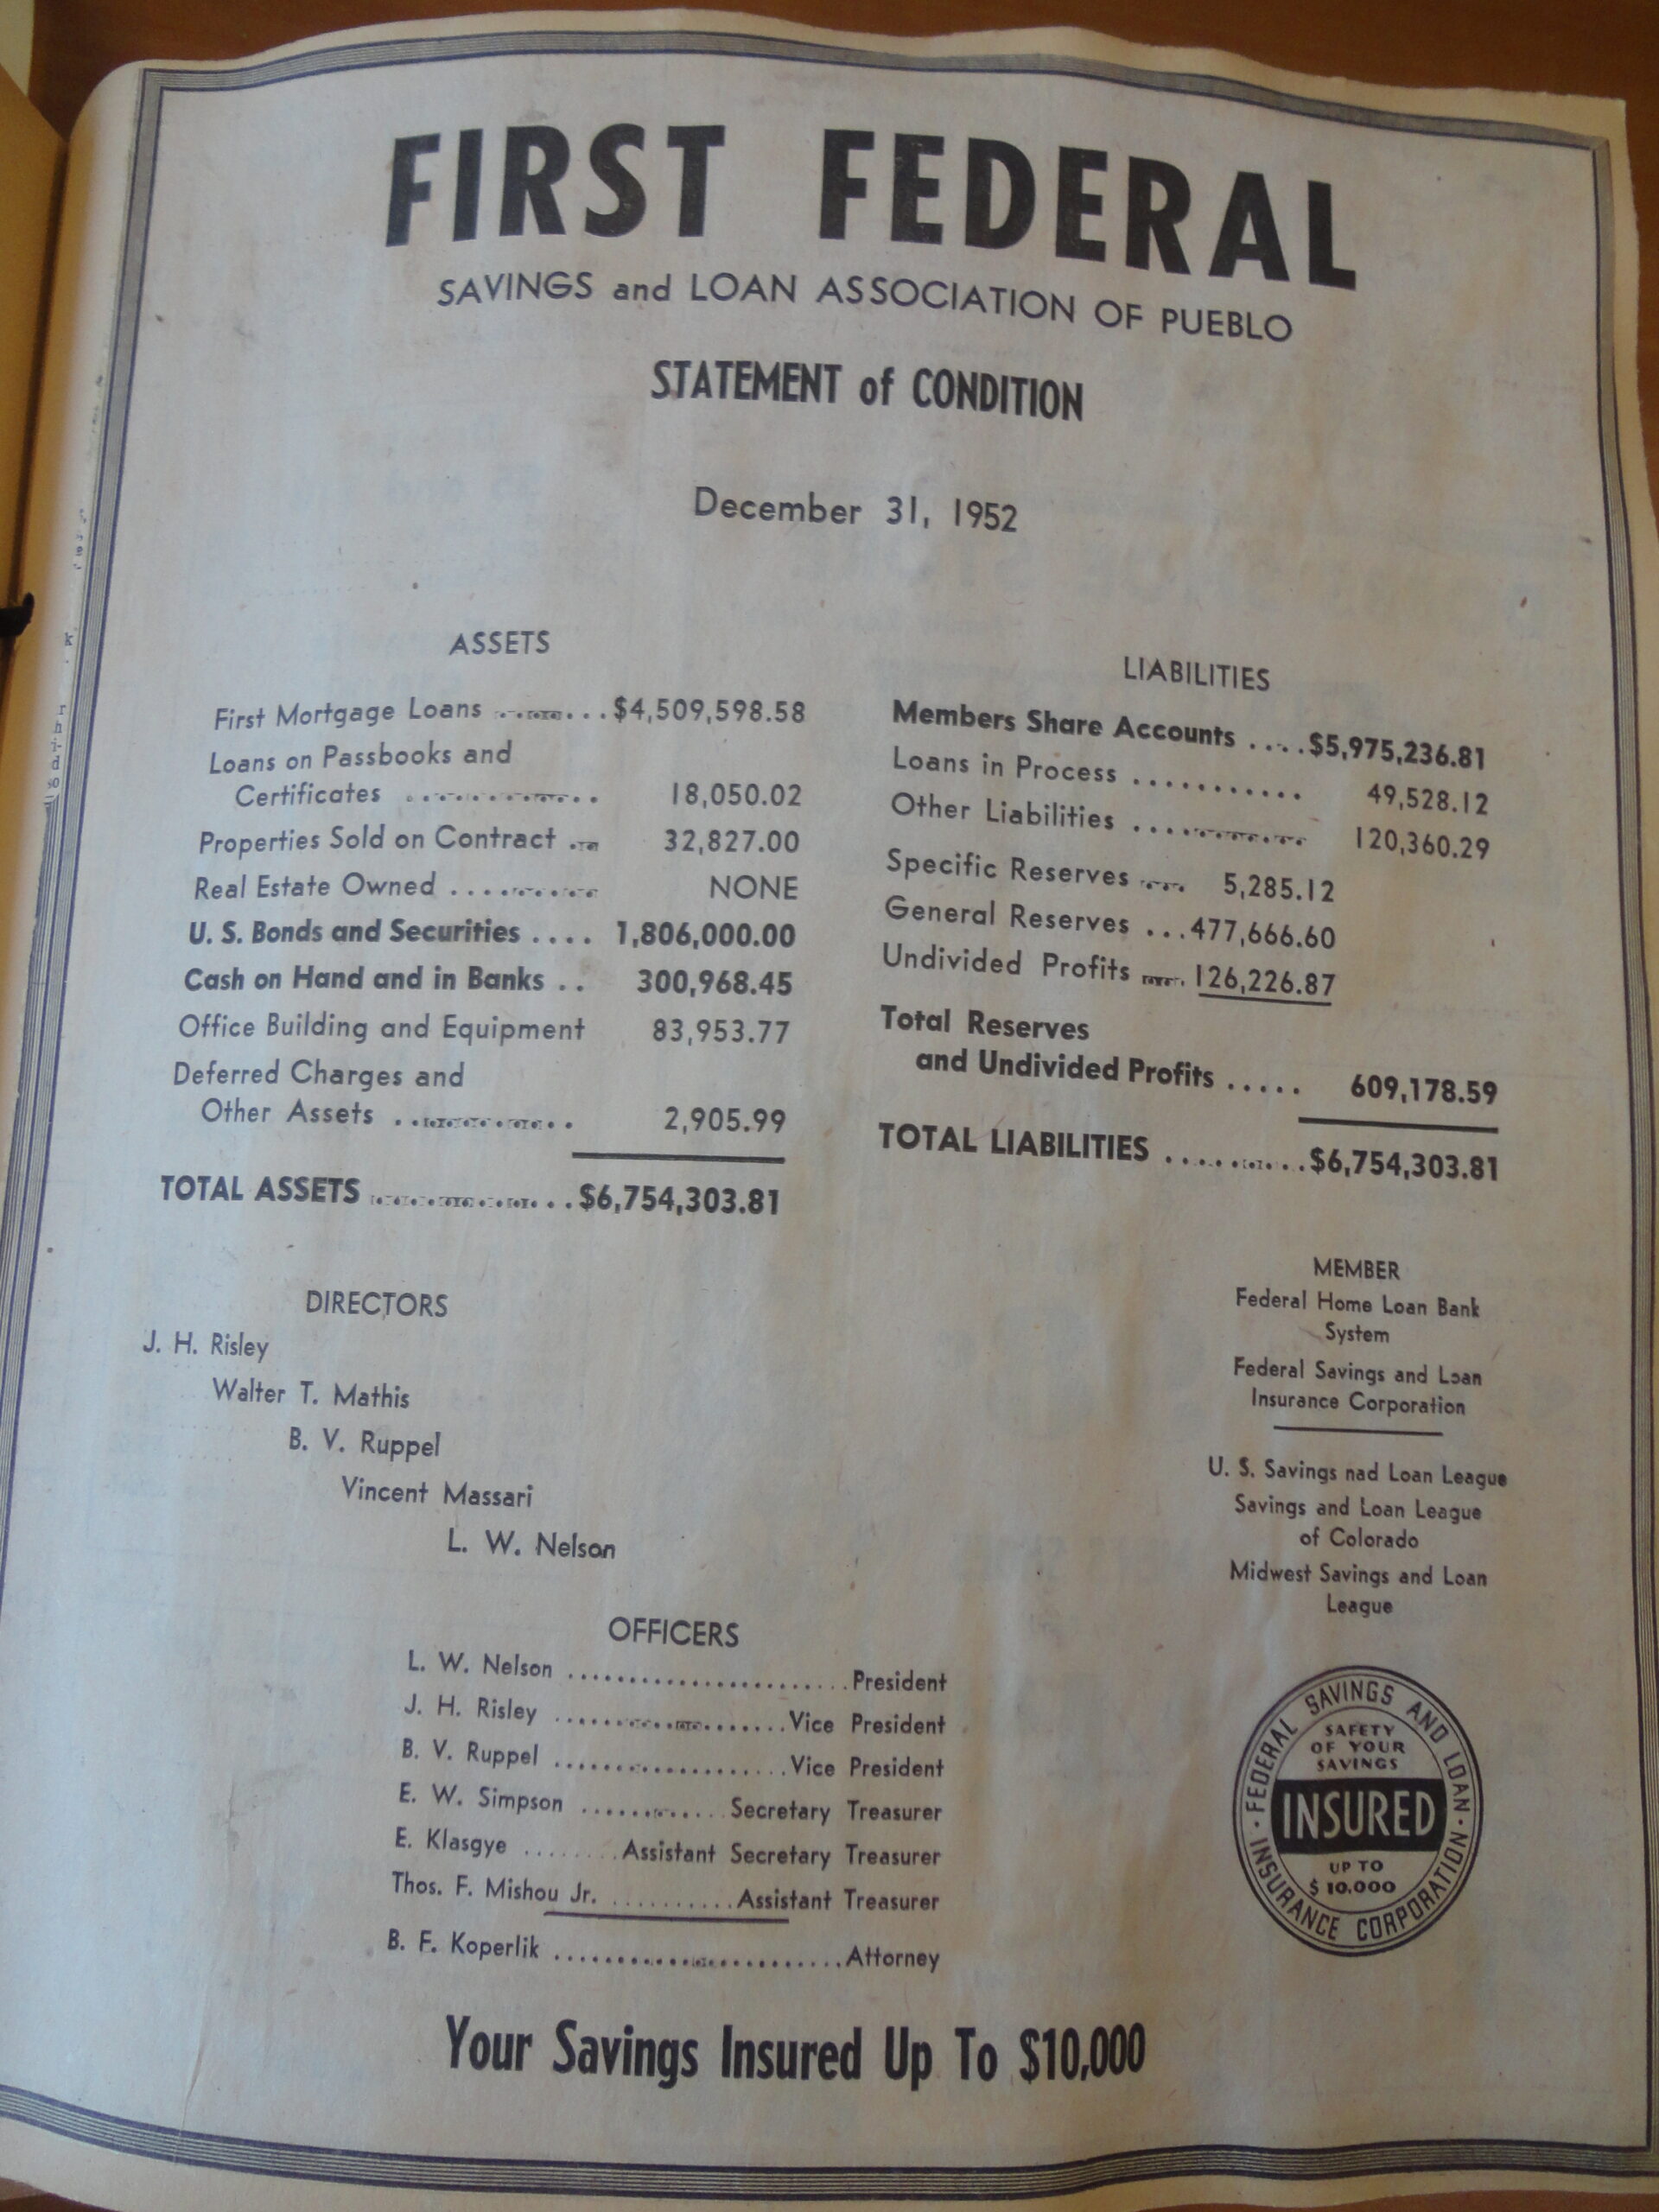 FIRST FEDERAL
SAVINGS and LOAN ASSOCIATION OF PUEBLO
STATEMENT of CONDITION
December 31, 1952
ASSETS
First Mortgage Loans ........... $4,509,598.58
Loans on Passbooks and
Certificates ................ 18,050.02
Properties Sold on Contract .... 32,827.00
Real Estate Owned ............. NONE
U. S. Bonds and Securities .... 1,806,000.00
Cash on Hand and in Banks .. 300,968.45
Office Building and Equipment 83,953.77
Deferred Charges and
Other Assets ................ 2,905.99
TOTAL ASSETS ................ $6,754,303.81
LIABILITIES
Members Share Accounts .... $5,975,236.81
Loans in Process ........... 49,528.12
Other Liabilities ............. 120,360.29
Specific Reserves ..... 5,285.12
General Reserves ... 477,666.60
Undivided Profits ..... 126,226.87
Total Reserves
and Undivided Profits ..... 609,178.59
TOTAL LIABILITIES ........... $6,754,303.81
DIRECTORS
J. H. Risley
Walter T. Mathis
B. V. Ruppel
Vincent Massari
L. W. Nelson
MEMBER
Federal Home Loan Bank
System
Federal Savings and Loan
Insurance Corporation
U. S. Savings nad Loan League
Savings and Loan League
of Colorado
Midwest Savings and Loan
League
OFFICERS
L. W. Nelson ....................... President
J. H. Risley ................... Vice President
B. V. Ruppel ................... Vice President
E. W. Simpson ............ Secretary Treasurer
E. Klasgye ........ Assistant Secretary Treasurer
Thos. F. Mishou Jr. .......... Assistant Treasurer
B. F. Koperlik ........................ Attorney
FEDERAL SAVINGS AND LOAN INSURANCE CORPORATION
SAFETY
OF YOUR
SAVINGS
INSURED
UP TO
$ 10.000
Your Savings Insured Up To $10,000